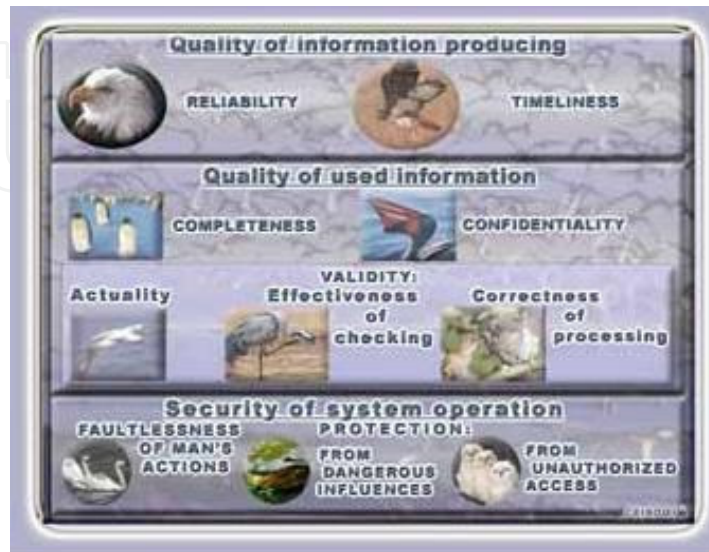 Quality of information producing
RELIABILITY
TIMELINESS
Quality of used information
COMPLETENESS
CONFIDENTIALITY
VALIDITY:
Actuality
Effectiveness
of
checking
Correctness
of
processing
Security of system operation
FAULTLESSNESS
OF MAN'S
ACTIONS
PROTECTION:
FROM
DANGEROUS
INFLUENCES
FROM
UNAUTHORIZED
ACCESS